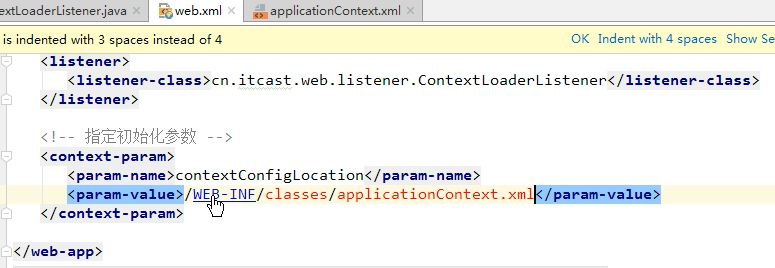 extLoaderListener.java × web.xml × applicationContext.xml ×
is indented with 3 spaces instead of 4 OK Indent with 4 spaces Show Se
<listener>
<listener-class>cn.itcast.web.listener.ContextLoaderListener</listener-class>
</listener>
<!-- 指定初始化参数 -->
<context-param>
<param-name>contextConfigLocation</param-name>
<param-value>/WEB-INF/classes/applicationContext.xml</param-value>
</context-param>
</web-app>